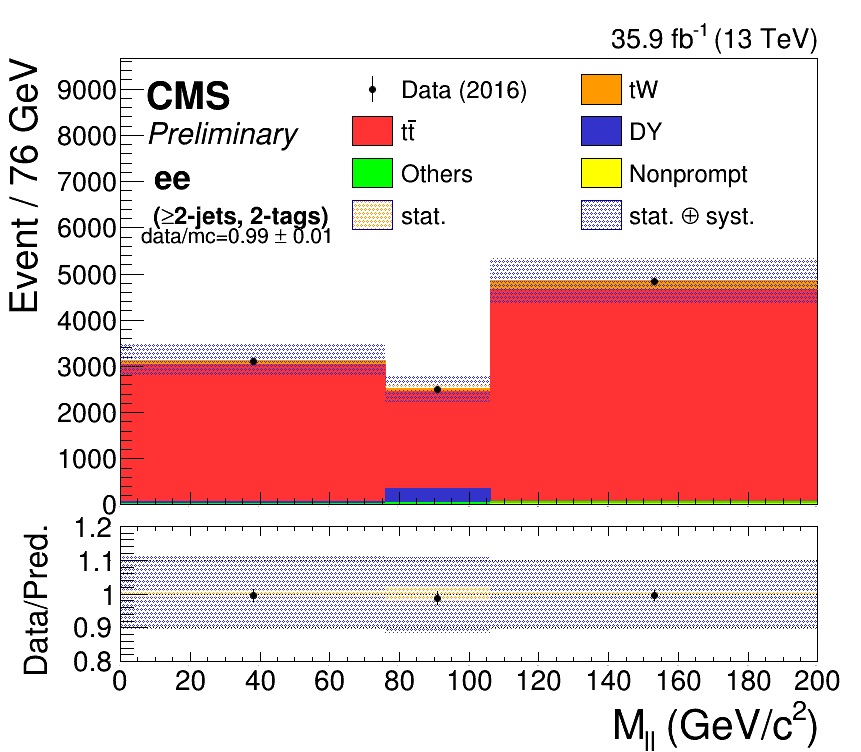 35.9 fb⁻¹ (13 TeV)
Event / 76 GeV
9000
8000
7000
6000
5000
4000
3000
2000
1000
0
CMS
Preliminary
ee
(≥2-jets, 2-tags)
data/mc=0.99 ± 0.01
Data (2016)
tW
tt̄
DY
Others
Nonprompt
stat.
stat. ⊕ syst.
Data/Pred.
1.2
1.1
1
0.9
0.8
0 20 40 60 80 100 120 140 160 180 200
M_ll (GeV/c²)